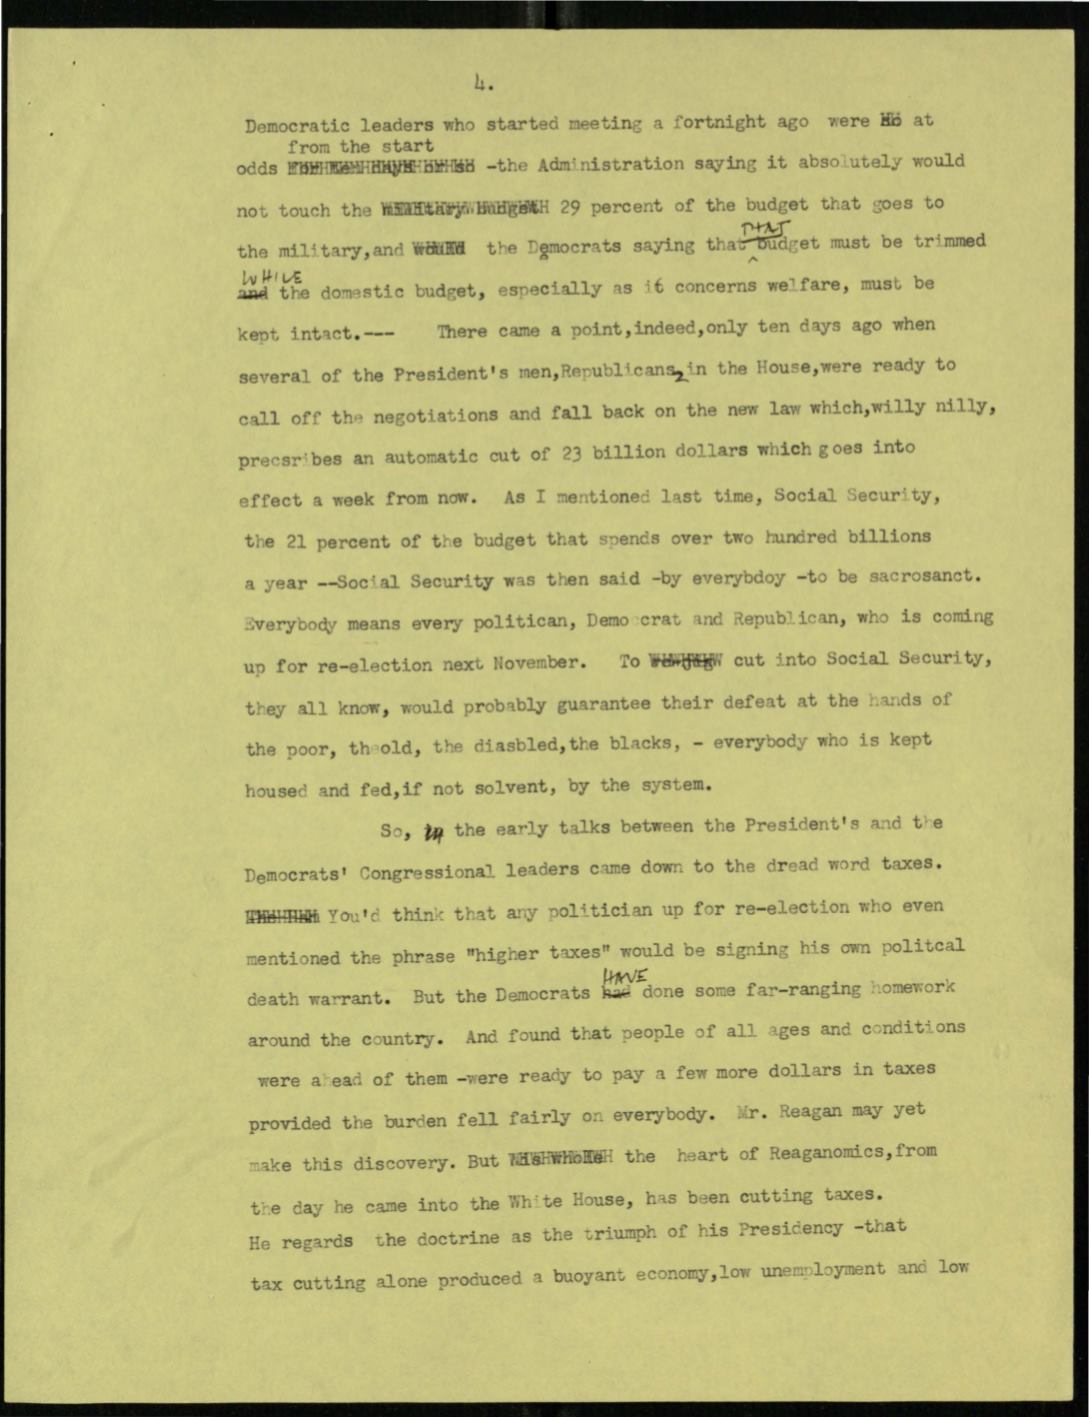 4.
Democratic leaders who started meeting a fortnight ago were at
from the start
odds -the Administration saying it absolutely would
not touch the 29 percent of the budget that goes to
THAT
the military,and the Democrats saying that budget must be trimmed
WHILE
and the domestic budget, especially as it concerns welfare, must be
kept intact.--- There came a point,indeed,only ten days ago when
several of the President's men,Republicans, in the House,were ready to
call off the negotiations and fall back on the new law which,willy nilly,
precsribes an automatic cut of 23 billion dollars which goes into
effect a week from now. As I mentioned last time, Social Security,
the 21 percent of the budget that spends over two hundred billions
a year --Social Security was then said -by everybdoy -to be sacrosanct.
Everybody means every politican, Democrat and Republican, who is coming
up for re-election next November. To cut into Social Security,
they all know, would probably guarantee their defeat at the hands of
the poor, the old, the diasbled,the blacks, - everybody who is kept
housed and fed,if not solvent, by the system.
So, in the early talks between the President's and the
Democrats' Congressional leaders came down to the dread word taxes.
You'd think that any politician up for re-election who even
mentioned the phrase "higher taxes" would be signing his own politcal
HAVE
death warrant. But the Democrats had done some far-ranging homework
around the country. And found that people of all ages and conditions
were ahead of them -were ready to pay a few more dollars in taxes
provided the burden fell fairly on everybody. Mr. Reagan may yet
make this discovery. But the heart of Reaganomics,from
the day he came into the White House, has been cutting taxes.
He regards the doctrine as the triumph of his Presidency -that
tax cutting alone produced a buoyant economy,low unemployment and low